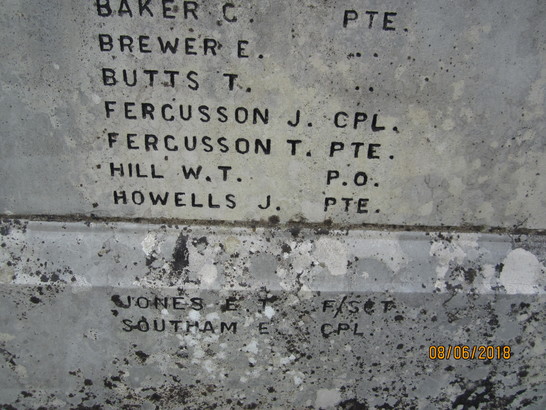 BAKER C. PTE.
BREWER E. ..
BUTTS T. ..
FERGUSSON J. CPL.
FERGUSSON T. PTE.
HILL W.T. P.O.
HOWELLS J. PTE.
JONES E T F/SGT
SOUTHAM E CPL
08/06/2018